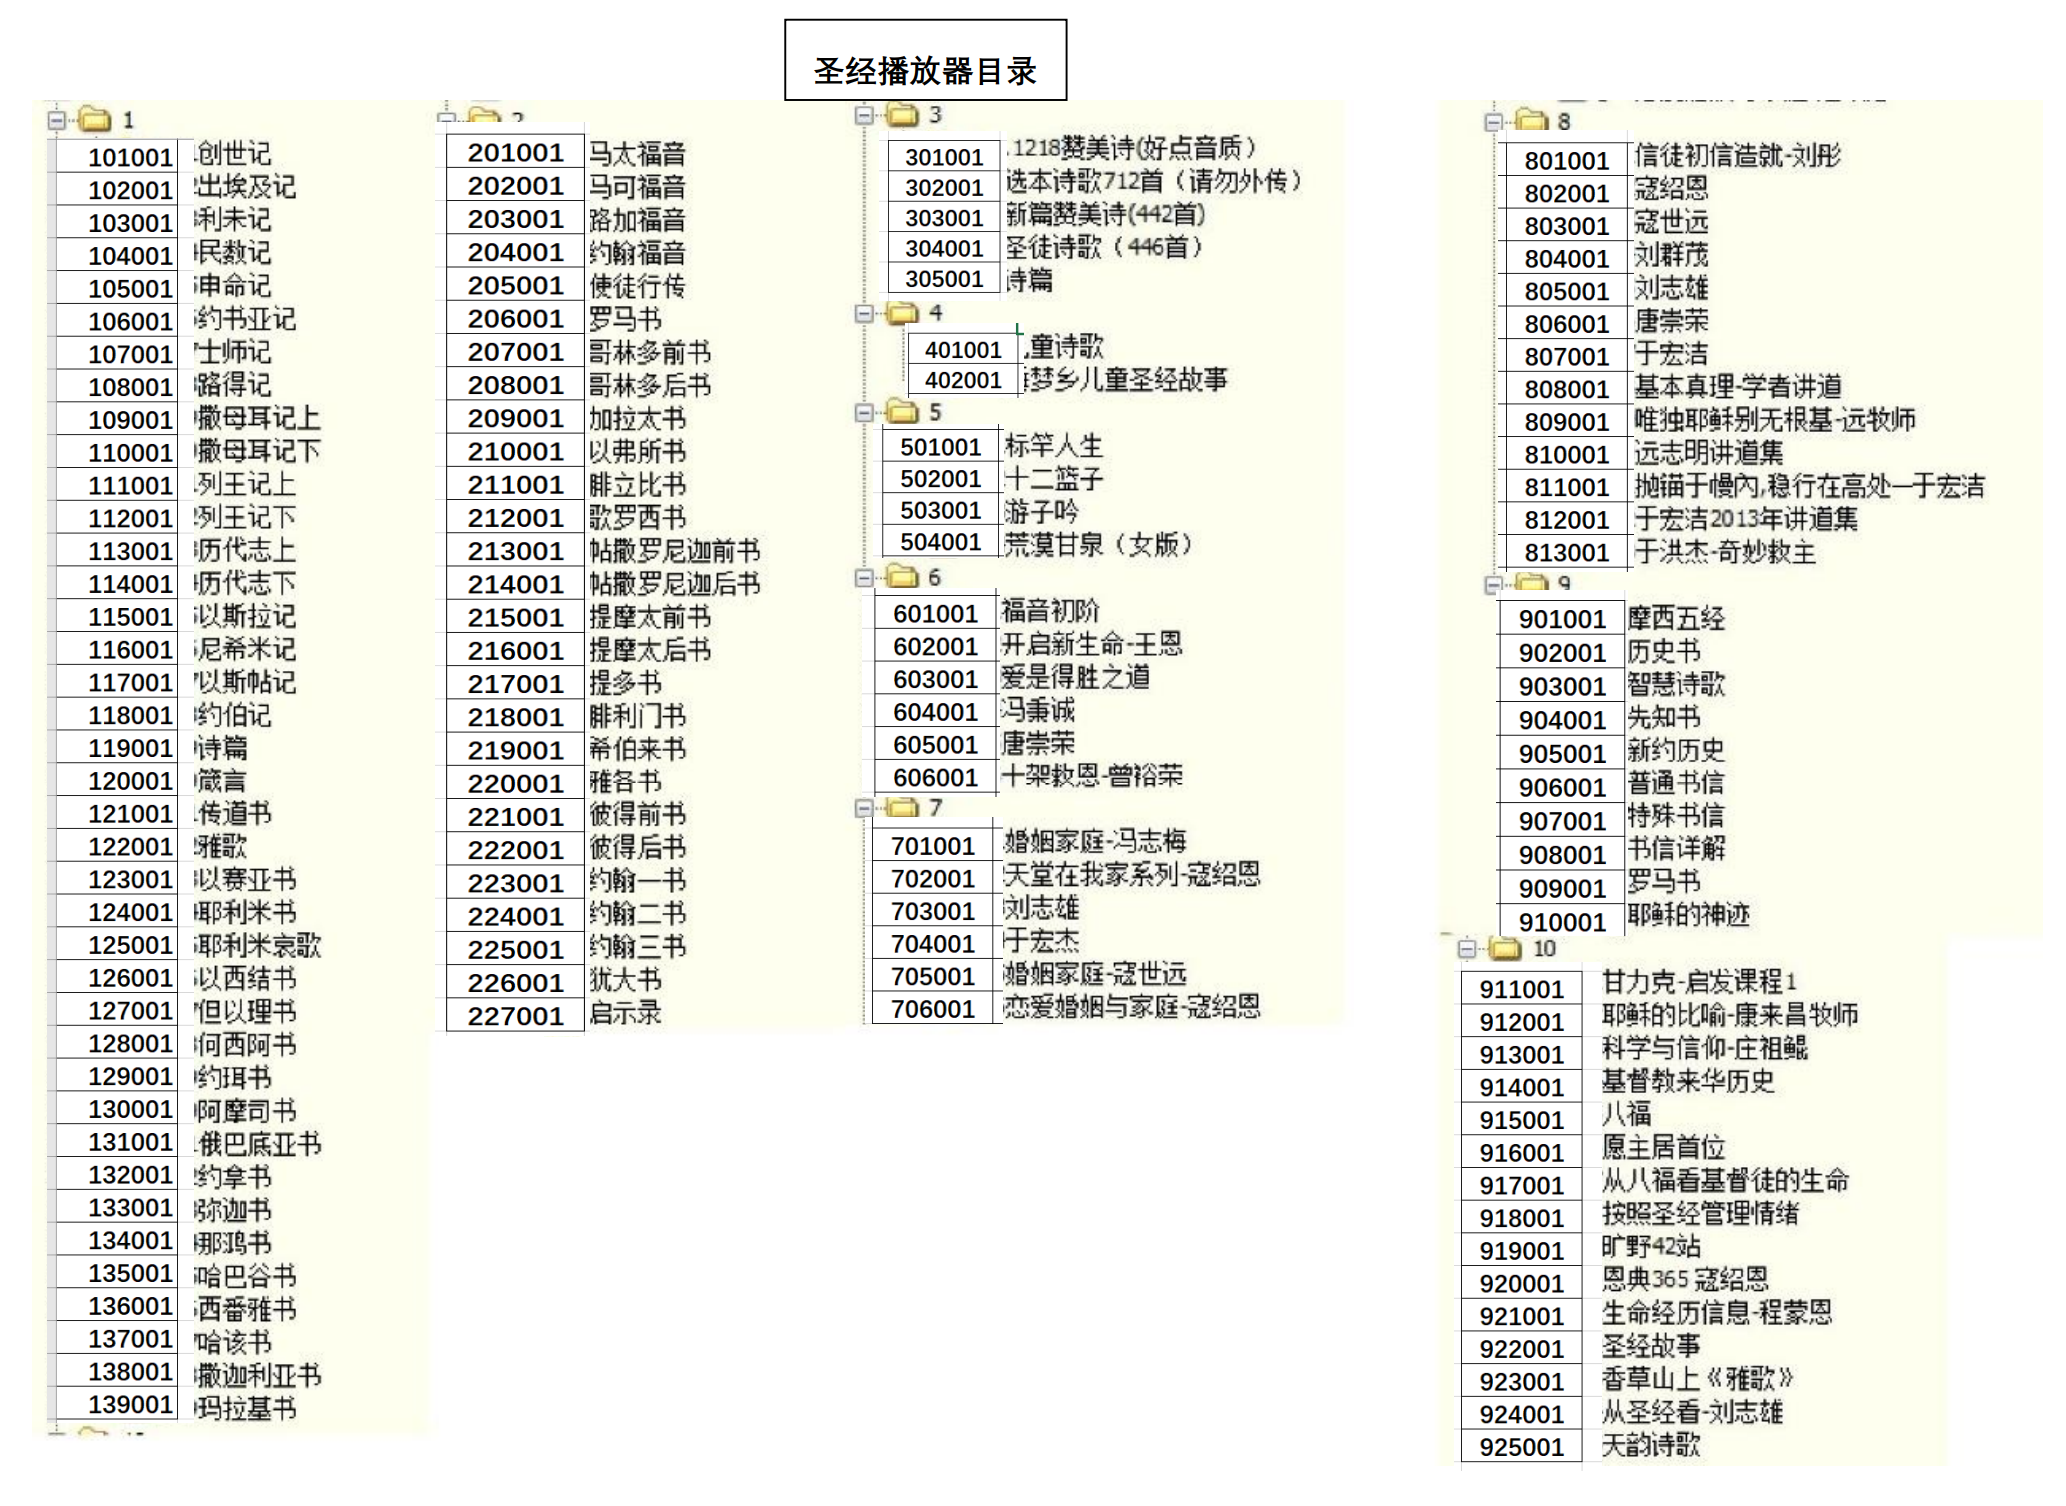 圣经播放器目录
1
101001 创世记
102001 出埃及记
103001 利未记
104001 民数记
105001 申命记
106001 约书亚记
107001 士师记
108001 路得记
109001 撒母耳记上
110001 撒母耳记下
111001 列王记上
112001 列王记下
113001 历代志上
114001 历代志下
115001 以斯拉记
116001 尼希米记
117001 以斯帖记
118001 约伯记
119001 诗篇
120001 箴言
121001 传道书
122001 雅歌
123001 以赛亚书
124001 耶利米书
125001 耶利米哀歌
126001 以西结书
127001 但以理书
128001 何西阿书
129001 约珥书
130001 阿摩司书
131001 俄巴底亚书
132001 约拿书
133001 弥迦书
134001 那鸿书
135001 哈巴谷书
136001 西番雅书
137001 哈该书
138001 撒迦利亚书
139001 玛拉基书
2
201001 马太福音
202001 马可福音
203001 路加福音
204001 约翰福音
205001 使徒行传
206001 罗马书
207001 哥林多前书
208001 哥林多后书
209001 加拉太书
210001 以弗所书
211001 腓立比书
212001 歌罗西书
213001 帖撒罗尼迦前书
214001 帖撒罗尼迦后书
215001 提摩太前书
216001 提摩太后书
217001 提多书
218001 腓利门书
219001 希伯来书
220001 雅各书
221001 彼得前书
222001 彼得后书
223001 约翰一书
224001 约翰二书
225001 约翰三书
226001 犹大书
227001 启示录
3
301001 1218赞美诗(好点音质）
302001 选本诗歌712首（请勿外传）
303001 新篇赞美诗(442首)
304001 圣徒诗歌（446首）
305001 诗篇
4
401001 童诗歌
402001 梦乡儿童圣经故事
5
501001 标竿人生
502001 十二篮子
503001 游子吟
504001 荒漠甘泉（女版）
6
601001 福音初阶
602001 开启新生命-王恩
603001 爱是得胜之道
604001 冯秉诚
605001 唐崇荣
606001 十架救恩-曾裕荣
7
701001 婚姻家庭-冯志梅
702001 天堂在我家系列-寇绍恩
703001 刘志雄
704001 于宏杰
705001 婚姻家庭-寇世远
706001 恋爱婚姻与家庭-寇绍恩
8
801001 信徒初信造就-刘彤
802001 寇绍恩
803001 寇世远
804001 刘群茂
805001 刘志雄
806001 唐崇荣
807001 于宏洁
808001 基本真理-学者讲道
809001 唯独耶稣别无根基-远牧师
810001 远志明讲道集
811001 抛锚于幔内,稳行在高处—于宏洁
812001 于宏洁2013年讲道集
813001 于洪杰-奇妙救主
9
901001 摩西五经
902001 历史书
903001 智慧诗歌
904001 先知书
905001 新约历史
906001 普通书信
907001 特殊书信
908001 书信详解
909001 罗马书
910001 耶稣的神迹
10
911001 甘力克-启发课程1
912001 耶稣的比喻-康来昌牧师
913001 科学与信仰-庄祖鲲
914001 基督教来华历史
915001 八福
916001 愿主居首位
917001 从八福看基督徒的生命
918001 按照圣经管理情绪
919001 旷野42站
920001 恩典365 寇绍恩
921001 生命经历信息-程蒙恩
922001 圣经故事
923001 香草山上《雅歌》
924001 从圣经看-刘志雄
925001 天韵诗歌